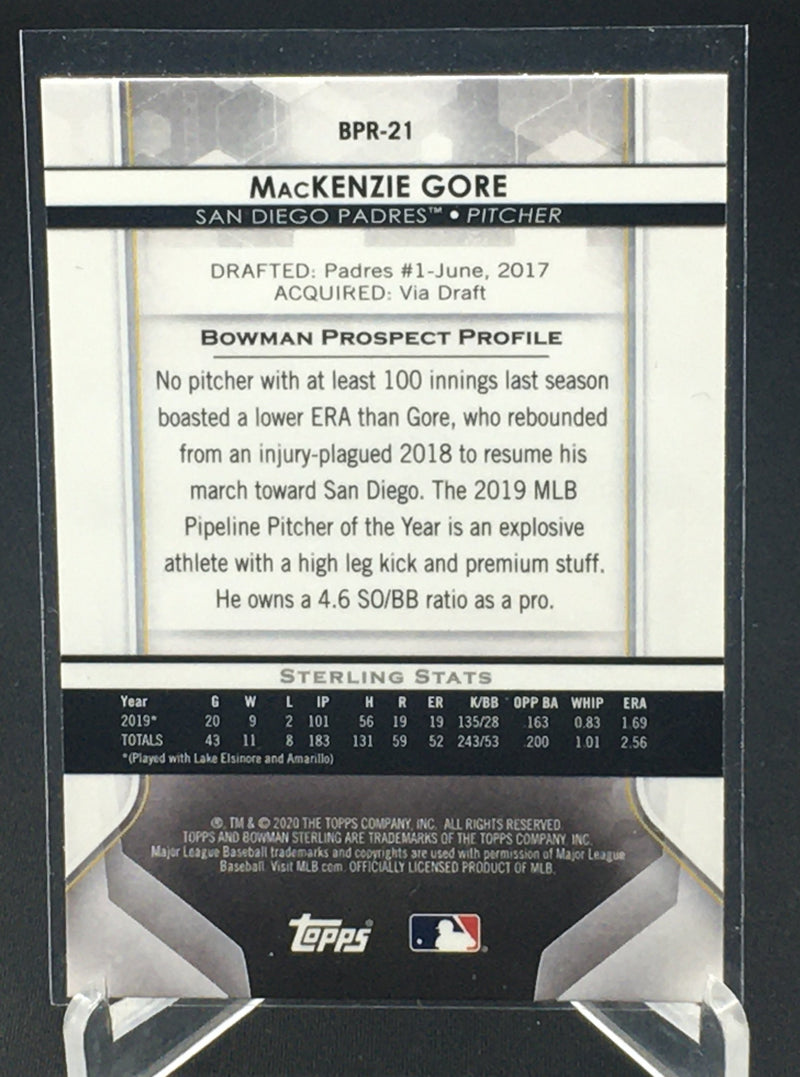 BPR-21
MACKENZIE GORE
SAN DIEGO PADRES™ • PITCHER
DRAFTED: Padres #1-June, 2017
ACQUIRED: Via Draft
BOWMAN PROSPECT PROFILE
No pitcher with at least 100 innings last season
boasted a lower ERA than Gore, who rebounded
from an injury-plagued 2018 to resume his
march toward San Diego. The 2019 MLB
Pipeline Pitcher of the Year is an explosive
athlete with a high leg kick and premium stuff.
He owns a 4.6 SO/BB ratio as a pro.
STERLING STATS
Year G W L IP H R ER K/BB OPP BA WHIP ERA
2019* 20 9 2 101 56 19 19 135/28 .163 0.83 1.69
TOTALS 43 11 8 183 131 59 52 243/53 .200 1.01 2.56
*(Played with Lake Elsinore and Amarillo)
®, TM & © 2020 THE TOPPS COMPANY, INC. ALL RIGHTS RESERVED.
TOPPS AND BOWMAN STERLING ARE TRADEMARKS OF THE TOPPS COMPANY, INC.
Major League Baseball trademarks and copyrights are used with permission of Major League
Baseball. Visit MLB.com. OFFICIALLY LICENSED PRODUCT OF MLB.
topps®